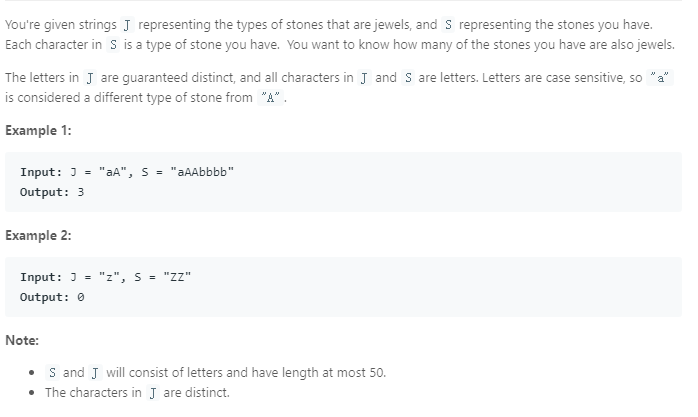 You're given strings J representing the types of stones that are jewels, and S representing the stones you have.
Each character in S is a type of stone you have. You want to know how many of the stones you have are also jewels.
The letters in J are guaranteed distinct, and all characters in J and S are letters. Letters are case sensitive, so "a"
is considered a different type of stone from "A".
Example 1:
Input: J = "aA", S = "aAAbbbb"
Output: 3
Example 2:
Input: J = "z", S = "ZZ"
Output: 0
Note:
• S and J will consist of letters and have length at most 50.
• The characters in J are distinct.